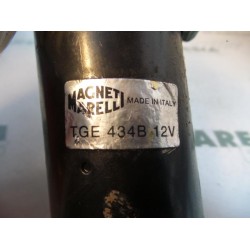 MAGNETI
MARELLI
MADE IN ITALY
TGE 434B 12V